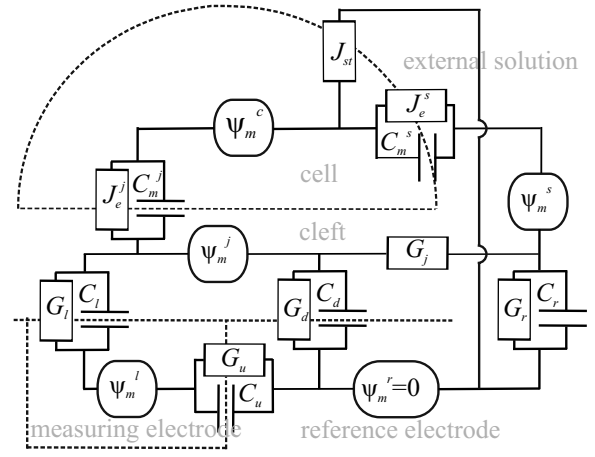 J_st
external solution
J_e^s
ψ_m^c
C_m^s
cell
J_e^j
C_m^j
ψ_m^s
cleft
ψ_m^j
G_j
G_l
C_l
G_d
C_d
G_r
C_r
G_u
ψ_m^l
C_u
ψ_m^r=0
measuring electrode
reference electrode